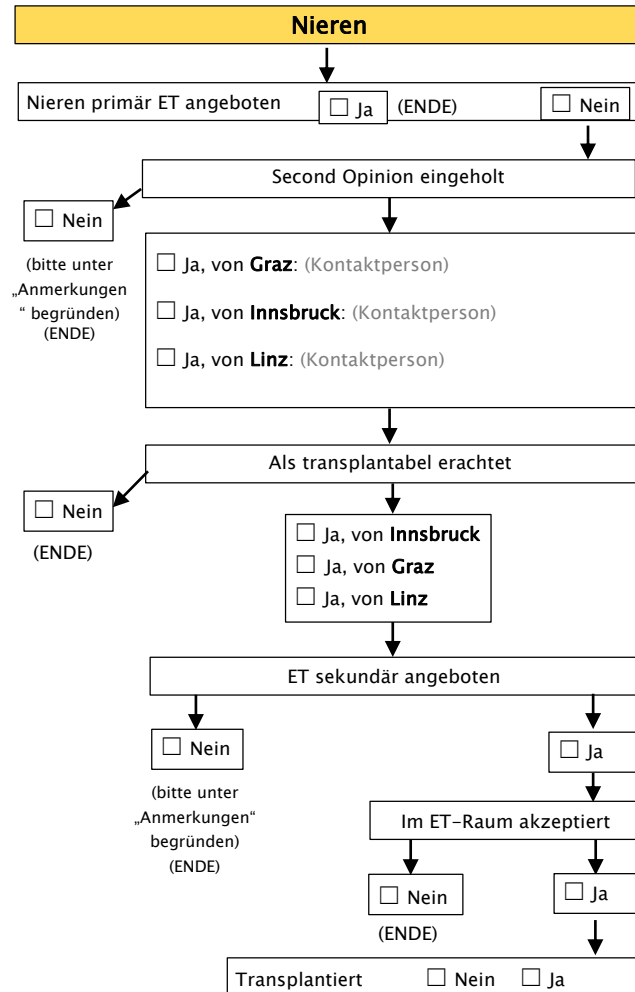 Nieren
Nieren primär ET angeboten ☐ Ja (ENDE) ☐ Nein
Second Opinion eingeholt
☐ Nein
(bitte unter
„Anmerkungen
“ begründen)
(ENDE)
☐ Ja, von Graz: (Kontaktperson)
☐ Ja, von Innsbruck: (Kontaktperson)
☐ Ja, von Linz: (Kontaktperson)
Als transplantabel erachtet
☐ Nein
(ENDE)
☐ Ja, von Innsbruck
☐ Ja, von Graz
☐ Ja, von Linz
ET sekundär angeboten
☐ Nein
(bitte unter
„Anmerkungen“
begründen)
(ENDE)
☐ Ja
Im ET-Raum akzeptiert
☐ Nein
(ENDE)
☐ Ja
Transplantiert ☐ Nein ☐ Ja